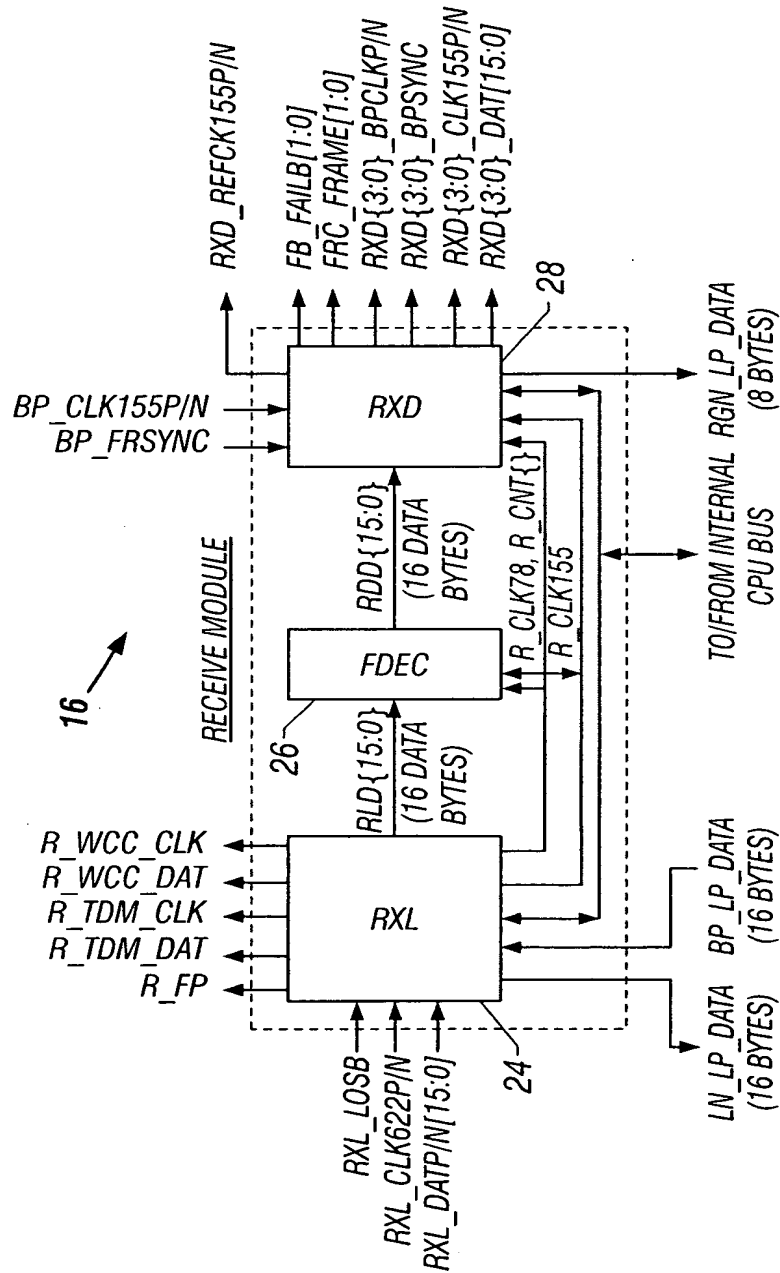 16
RECEIVE MODULE
R_WCC_CLK
R_WCC_DAT
R_TDM_CLK
R_TDM_DAT
R_FP
BP_CLK155P/N
BP_FRSYNC
RXD_REFCK155P/N
FB_FAILB[1:0]
FRC_FRAME[1:0]
RXD{3:0}_BPCLKP/N
RXD{3:0}_BPSYNC
RXD{3:0}_CLK155P/N
RXD{3:0}_DAT[15:0]
RXL_LOSB
RXL_CLK622P/N
RXL_DATP/N[15:0]
RXL
24
RLD{15:0}
(16 DATA
BYTES)
FDEC
26
RDD{15:0}
(16 DATA
BYTES)
RXD
28
R_CLK78, R_CNT{}
R_CLK155
LN_LP_DATA
(16 BYTES)
BP_LP_DATA
(16 BYTES)
TO/FROM INTERNAL
CPU BUS
RGN_LP_DATA
(8 BYTES)